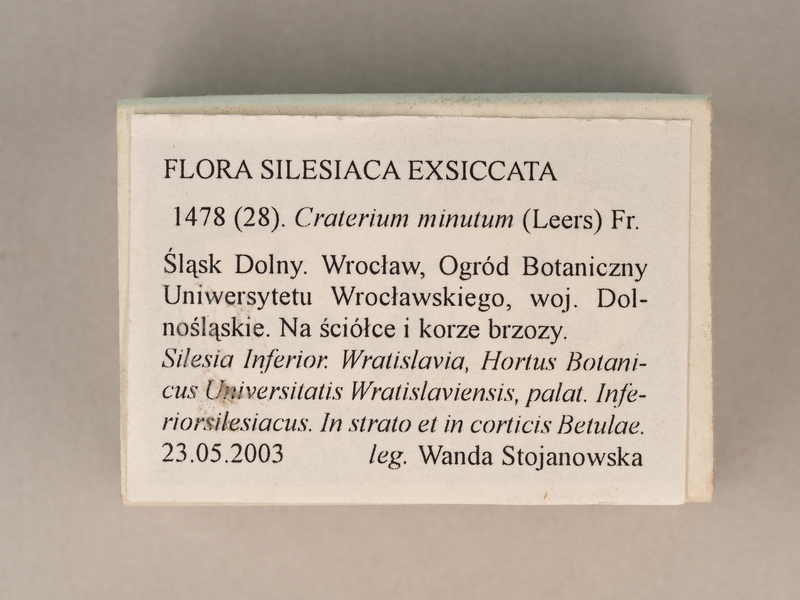 FLORA SILESIACA EXSICCATA
1478 (28). Craterium minutum (Leers) Fr.
Śląsk Dolny. Wrocław, Ogród Botaniczny
Uniwersytetu Wrocławskiego, woj. Dol-
nośląskie. Na ściółce i korze brzozy.
Silesia Inferior. Wratislavia, Hortus Botani-
cus Universitatis Wratislaviensis, palat. Infe-
riorsilesiacus. In strato et in corticis Betulae.
23.05.2003 leg. Wanda Stojanowska